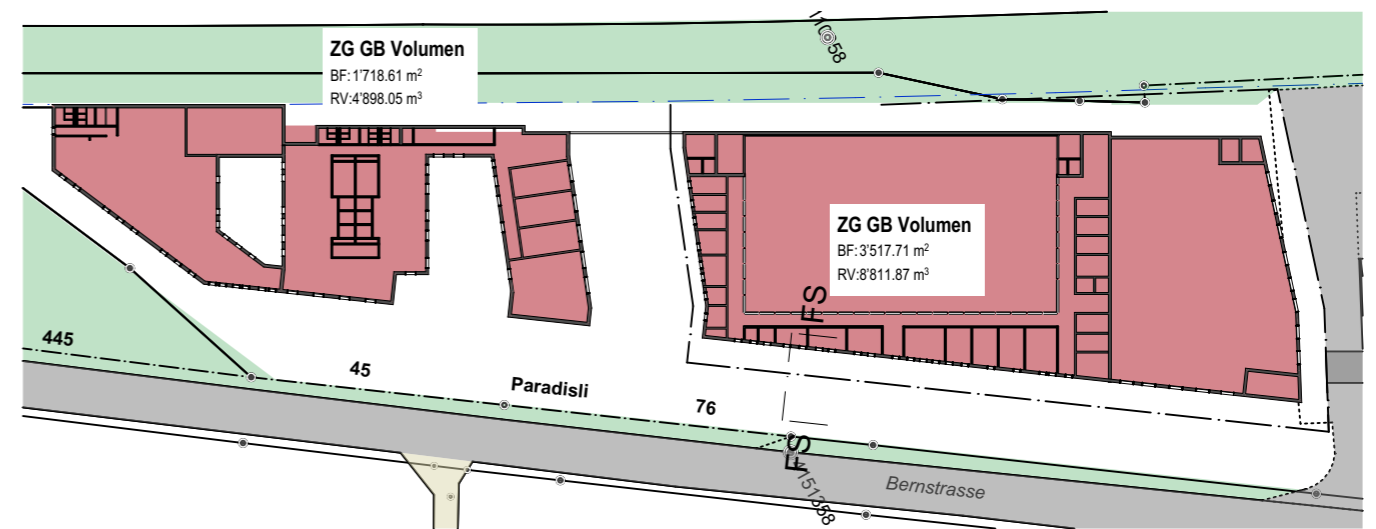 ZG GB Volumen
BF:1'718.61 m²
RV:4'898.05 m³
ZG GB Volumen
BF:3'517.71 m²
RV:8'811.87 m³
FS
445
45
Paradisli
76
FS
Bernstrasse